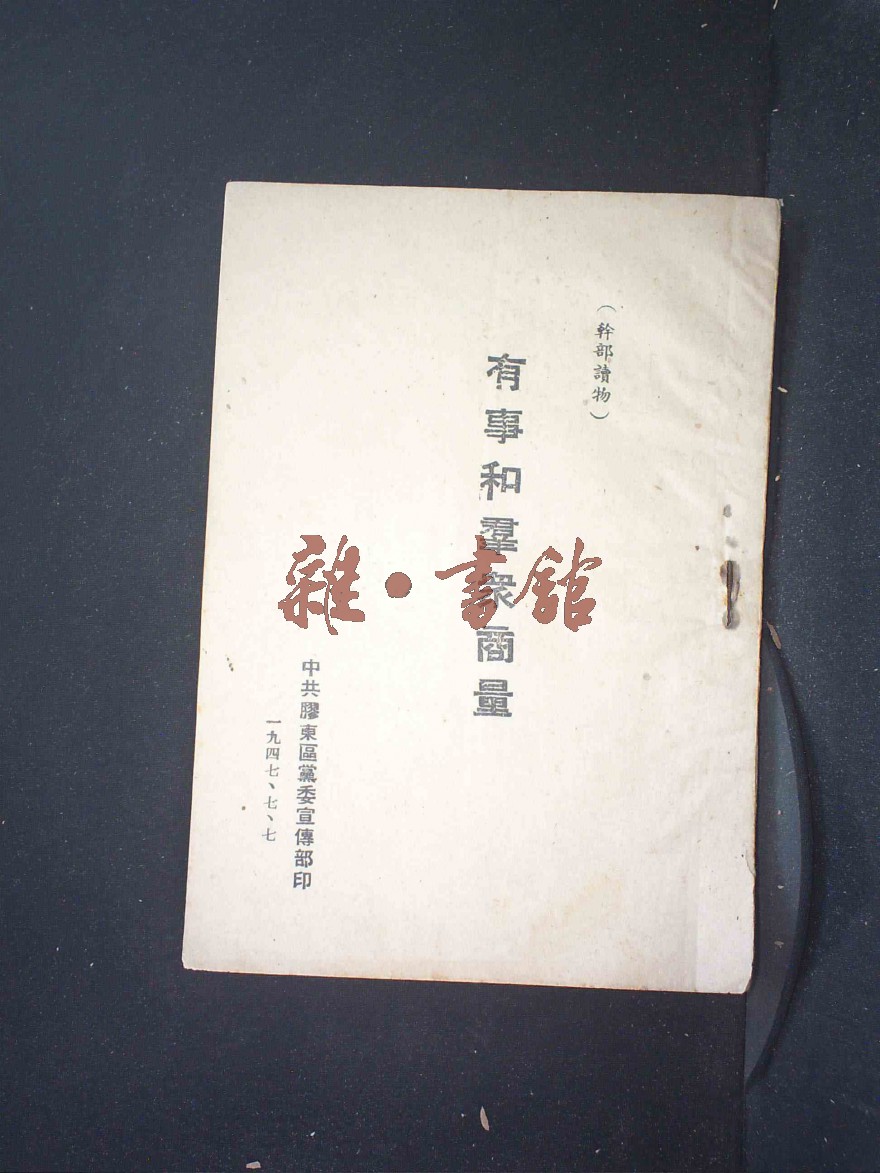 （幹部讀物）
有事和羣衆商量
中共膠東區黨委宣傳部印
一九四七、七、七
雜·書館